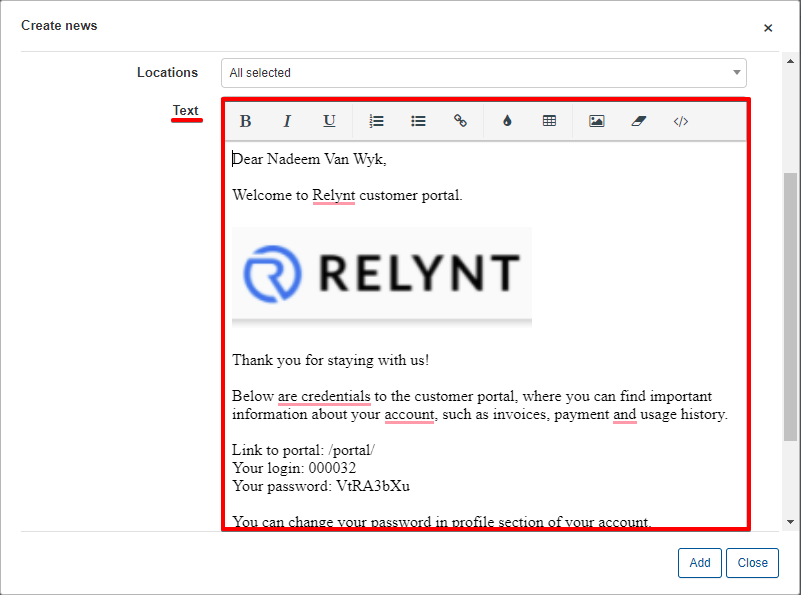 Create news
×
Locations
All selected
Text
B I U </>
Dear Nadeem Van Wyk,
Welcome to Relynt customer portal.
RELYNT
Thank you for staying with us!
Below are credentials to the customer portal, where you can find important
information about your account, such as invoices, payment and usage history.
Link to portal: /portal/
Your login: 000032
Your password: VtRA3bXu
You can change your password in profile section of your account.
Add Close